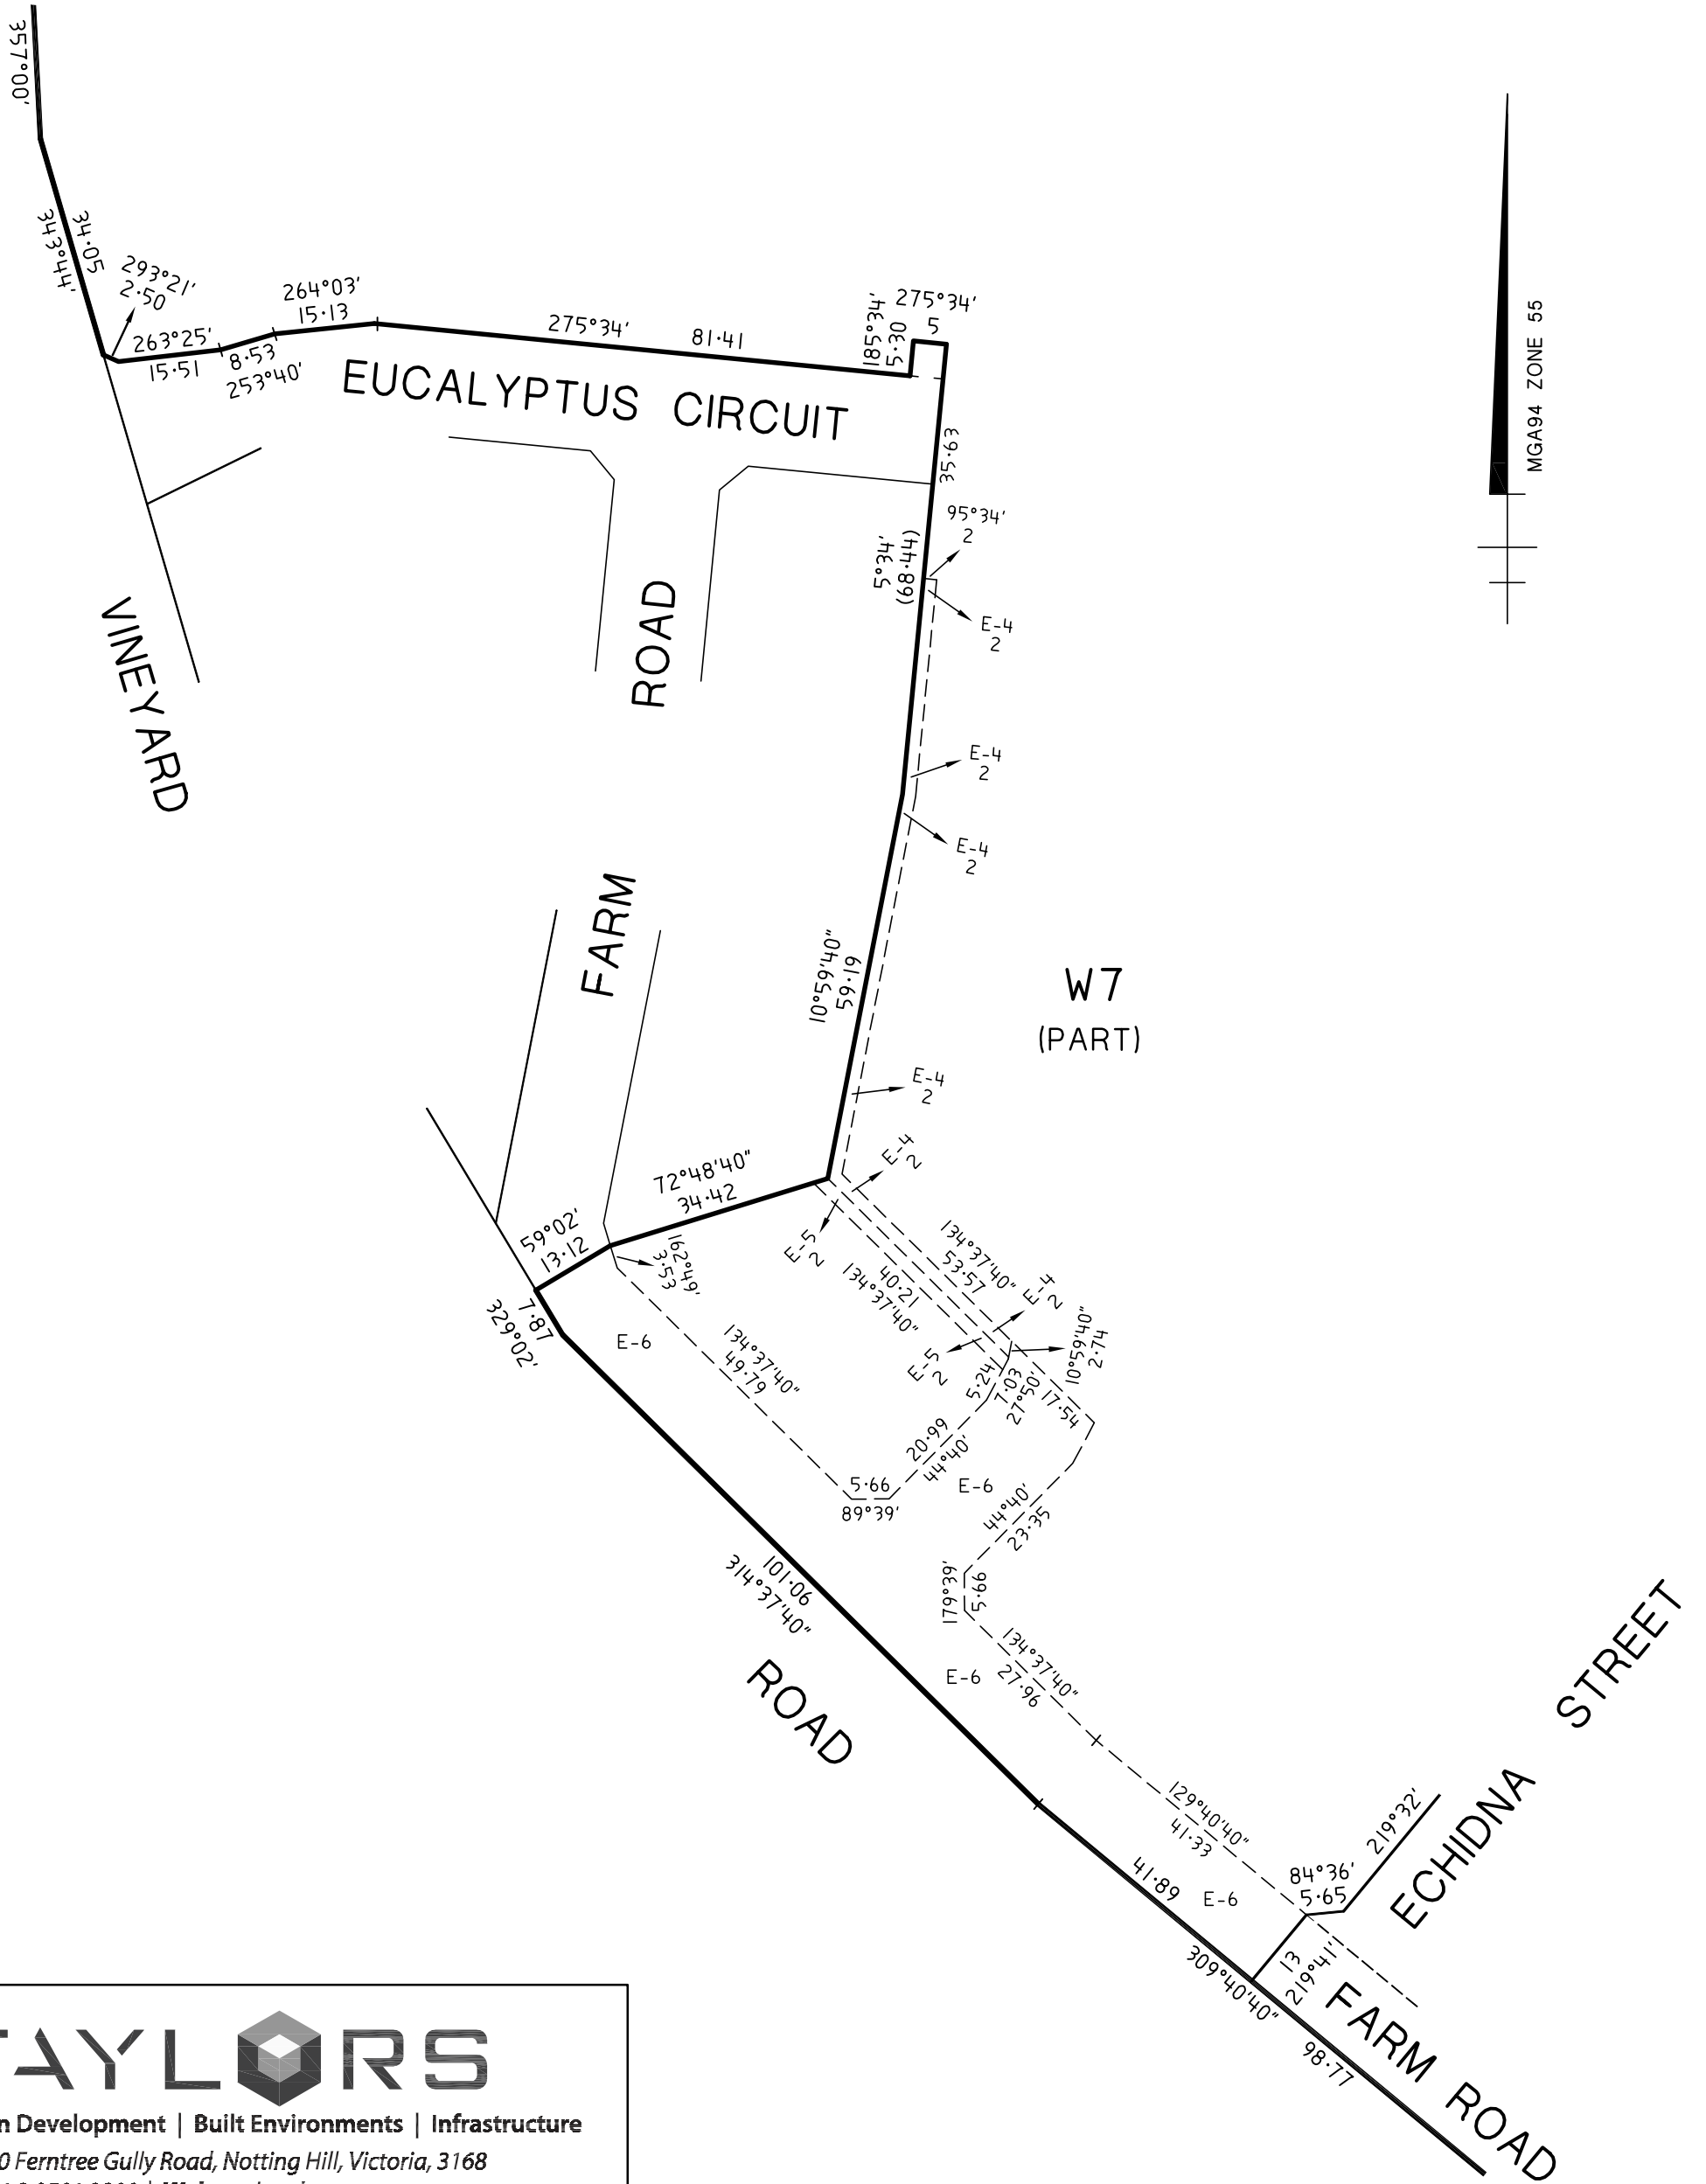 357°00'
34·05
343°44'
293°21'
2·50
263°25'
15·51
8·53
253°40'
264°03'
15·13
275°34'
81·41
185°34'
5·30
275°34'
5
EUCALYPTUS CIRCUIT
35·63
MGA94 ZONE 55
95°34'
2
5°34'
(68·44)
E-4
2
VINEYARD
ROAD
E-4
2
E-4
2
FARM
10°59'40"
59·19
W7
(PART)
E-4
2
E-4
2
72°48'40"
34·42
59°02'
13·12
162°49'
3·53
E-5
2
134°37'40"
53·57
40·21
134°37'40"
E-4
2
10°59'40"
2·74
7·87
329°02'
E-6
134°37'40"
49·79
E-5
2
5·24
7·03
27°50'
17·54
20·99
44°40'
5·66
89°39'
E-6
44°40'
23·35
101·06
314°37'40"
179°39'
5·66
134°37'40"
27·96
E-6
ROAD
STREET
ECHIDNA
129°40'40"
41·33
219°32'
84°36'
5·65
41·89
E-6
309°40'40"
13
219°41'
FARM ROAD
98·77
TAYLORS
n Development | Built Environments | Infrastructure
0 Ferntree Gully Road, Notting Hill, Victoria, 3168